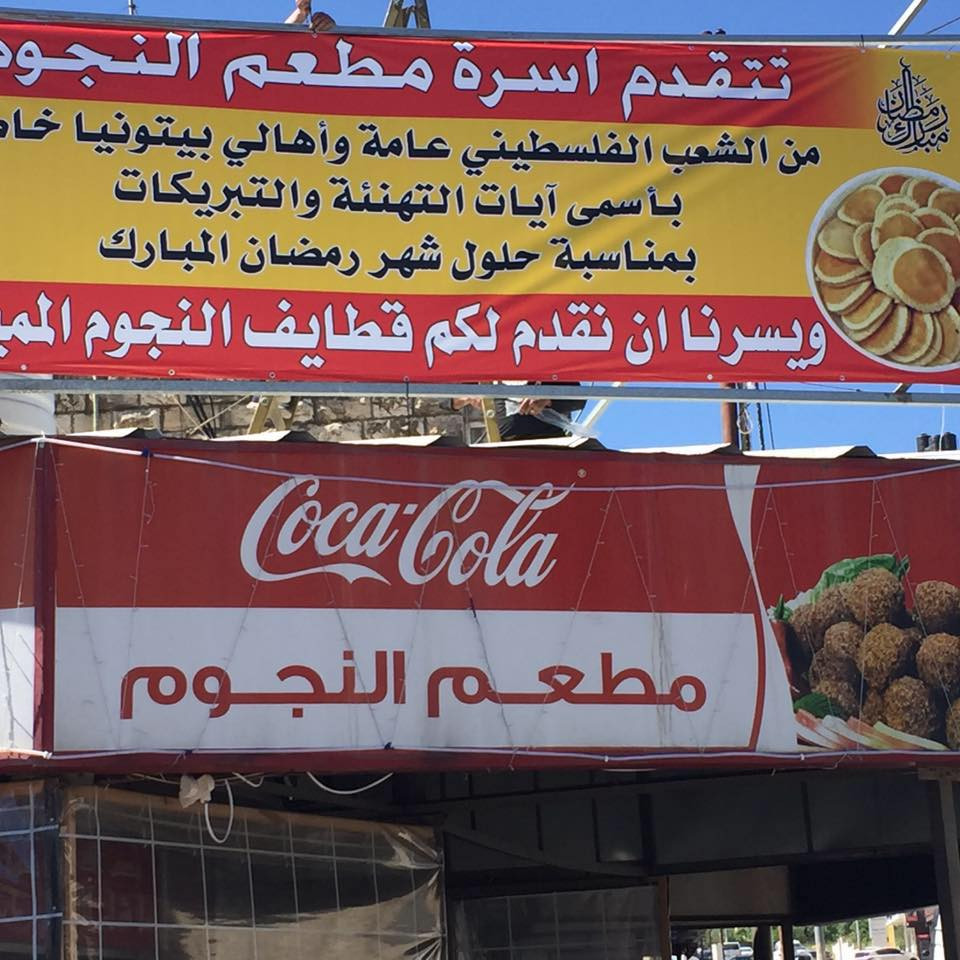 تتقدم اسرة مطعم النجوم
رمضان مبارك
من الشعب الفلسطيني عامة وأهالي بيتونيا
بأسمى آيات التهنئة والتبريكات
بمناسبة حلول شهر رمضان المبارك
ويسرنا ان نقدم لكم قطايف النجوم
Coca-Cola
مطعم النجوم